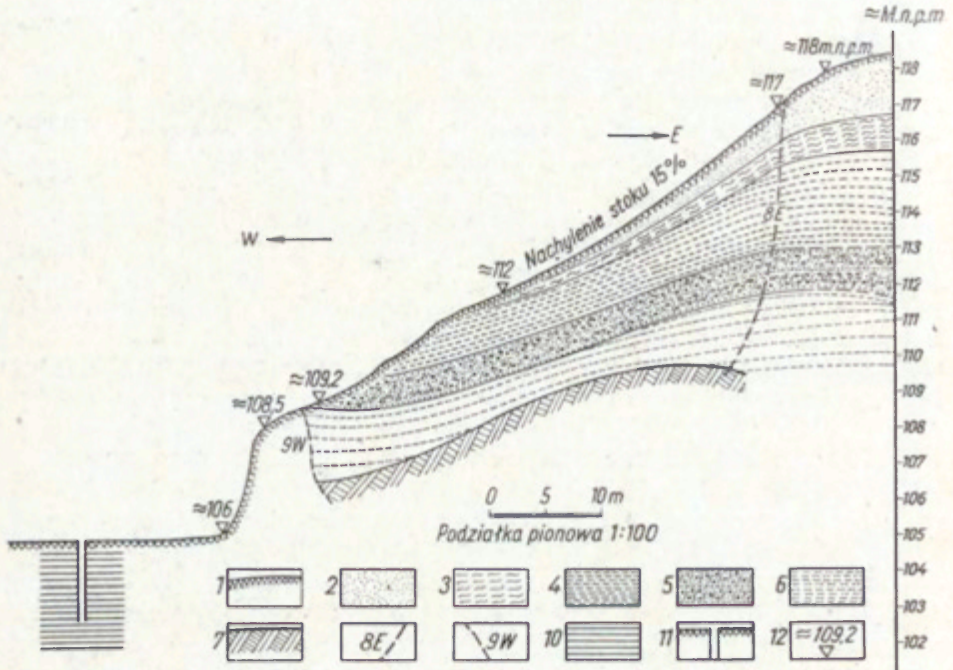 ≈M.n.p.m
≈118m.n.p.m
≈117
E
Nachylenie stoku 15%
W
8E
≈112
≈109,2
≈108,5
9W
≈106
118
117
116
115
114
113
112
111
110
109
108
107
106
105
104
103
102
0 5 10 m
Podziałka pionowa 1:100
1 2 3 4 5 6
7 8E 9W 10 11 12 ≈109,2